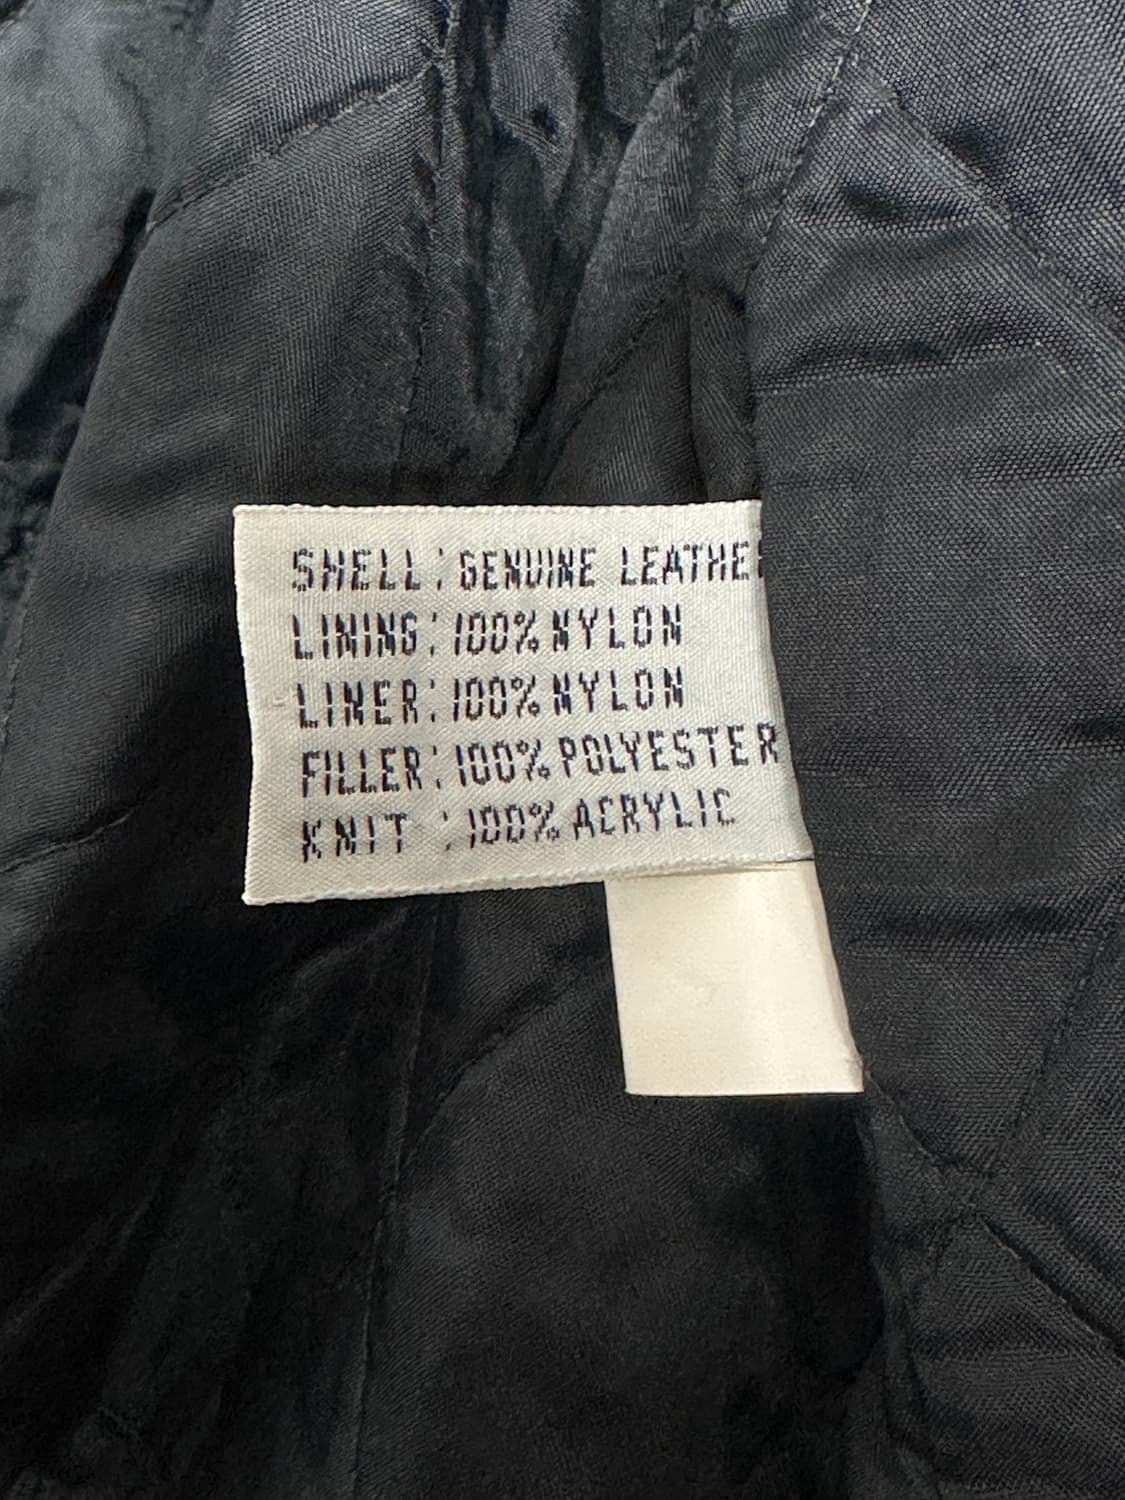 SHELL: GENUINE LEATHER
LINING: 100% NYLON
LINER: 100% NYLON
FILLER: 100% POLYESTER
KNIT : 100% ACRYLIC